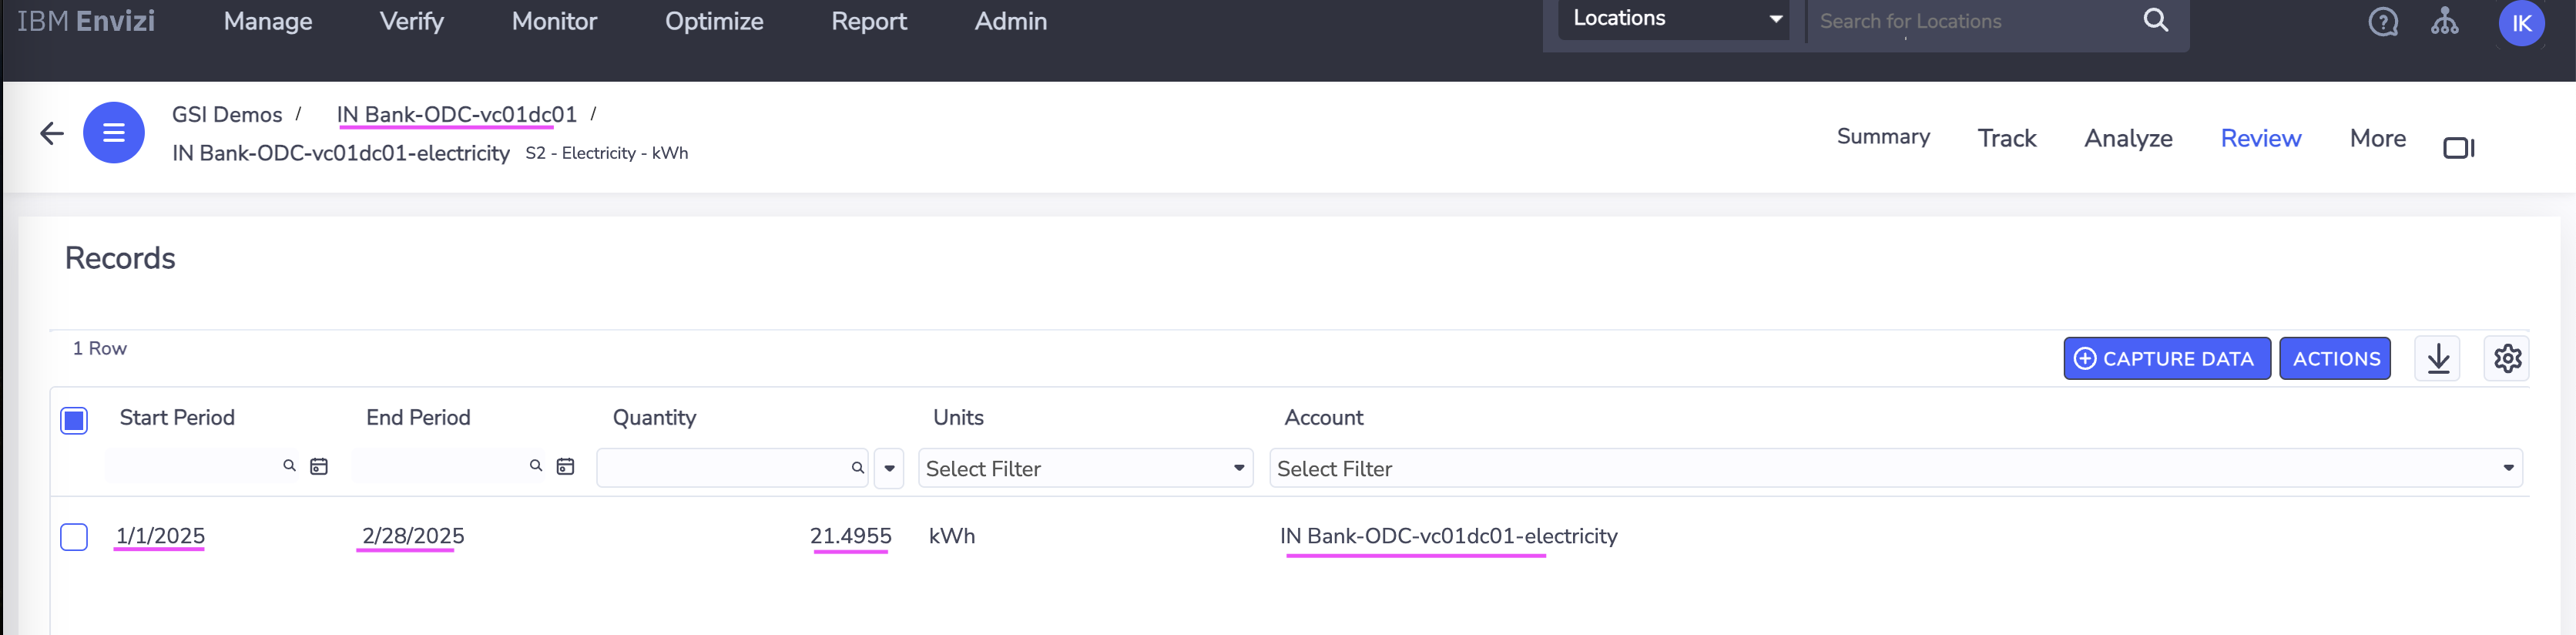 IBM Envizi Manage Verify Monitor Optimize Report Admin Locations Search for Locations IK
GSI Demos / IN Bank-ODC-vc01dc01 /
IN Bank-ODC-vc01dc01-electricity S2 - Electricity - kWh
Summary Track Analyze Review More
Records
1 Row
CAPTURE DATA ACTIONS
Start Period End Period Quantity Units Account
Select Filter Select Filter
1/1/2025 2/28/2025 21.4955 kWh IN Bank-ODC-vc01dc01-electricity